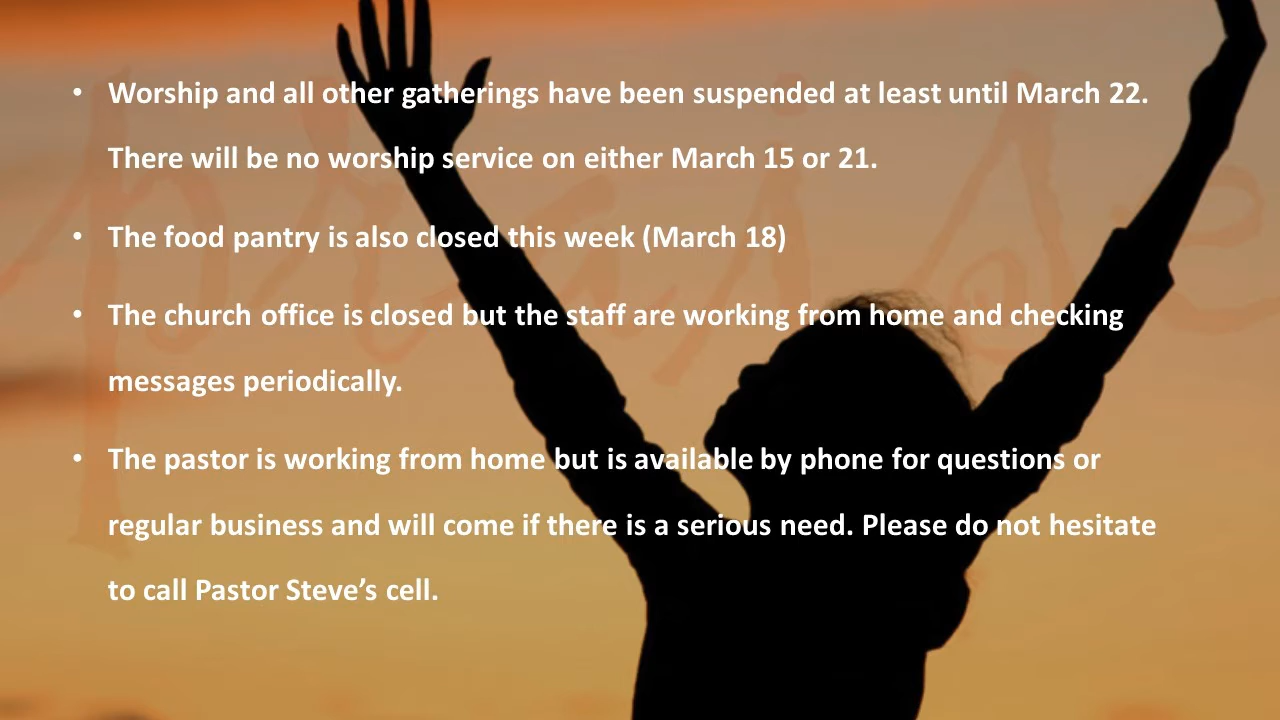 • Worship and all other gatherings have been suspended at least until March 22.
There will be no worship service on either March 15 or 21.
• The food pantry is also closed this week (March 18)
• The church office is closed but the staff are working from home and checking
messages periodically.
• The pastor is working from home but is available by phone for questions or
regular business and will come if there is a serious need. Please do not hesitate
to call Pastor Steve’s cell.
praise